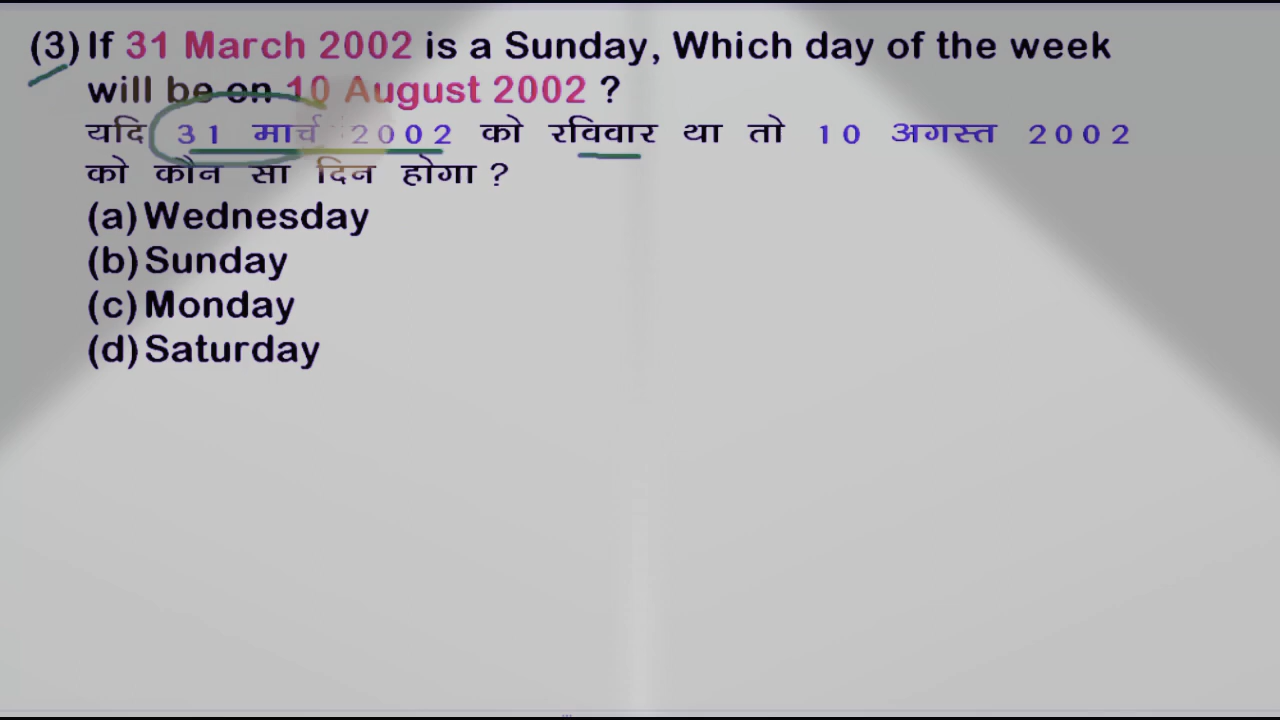 (3) If 31 March 2002 is a Sunday, Which day of the week
will be on 10 August 2002 ?
यदि 31 मार्च 2002 को रविवार था तो 10 अगस्त 2002
को कौन सा दिन होगा ?
(a) Wednesday
(b) Sunday
(c) Monday
(d) Saturday